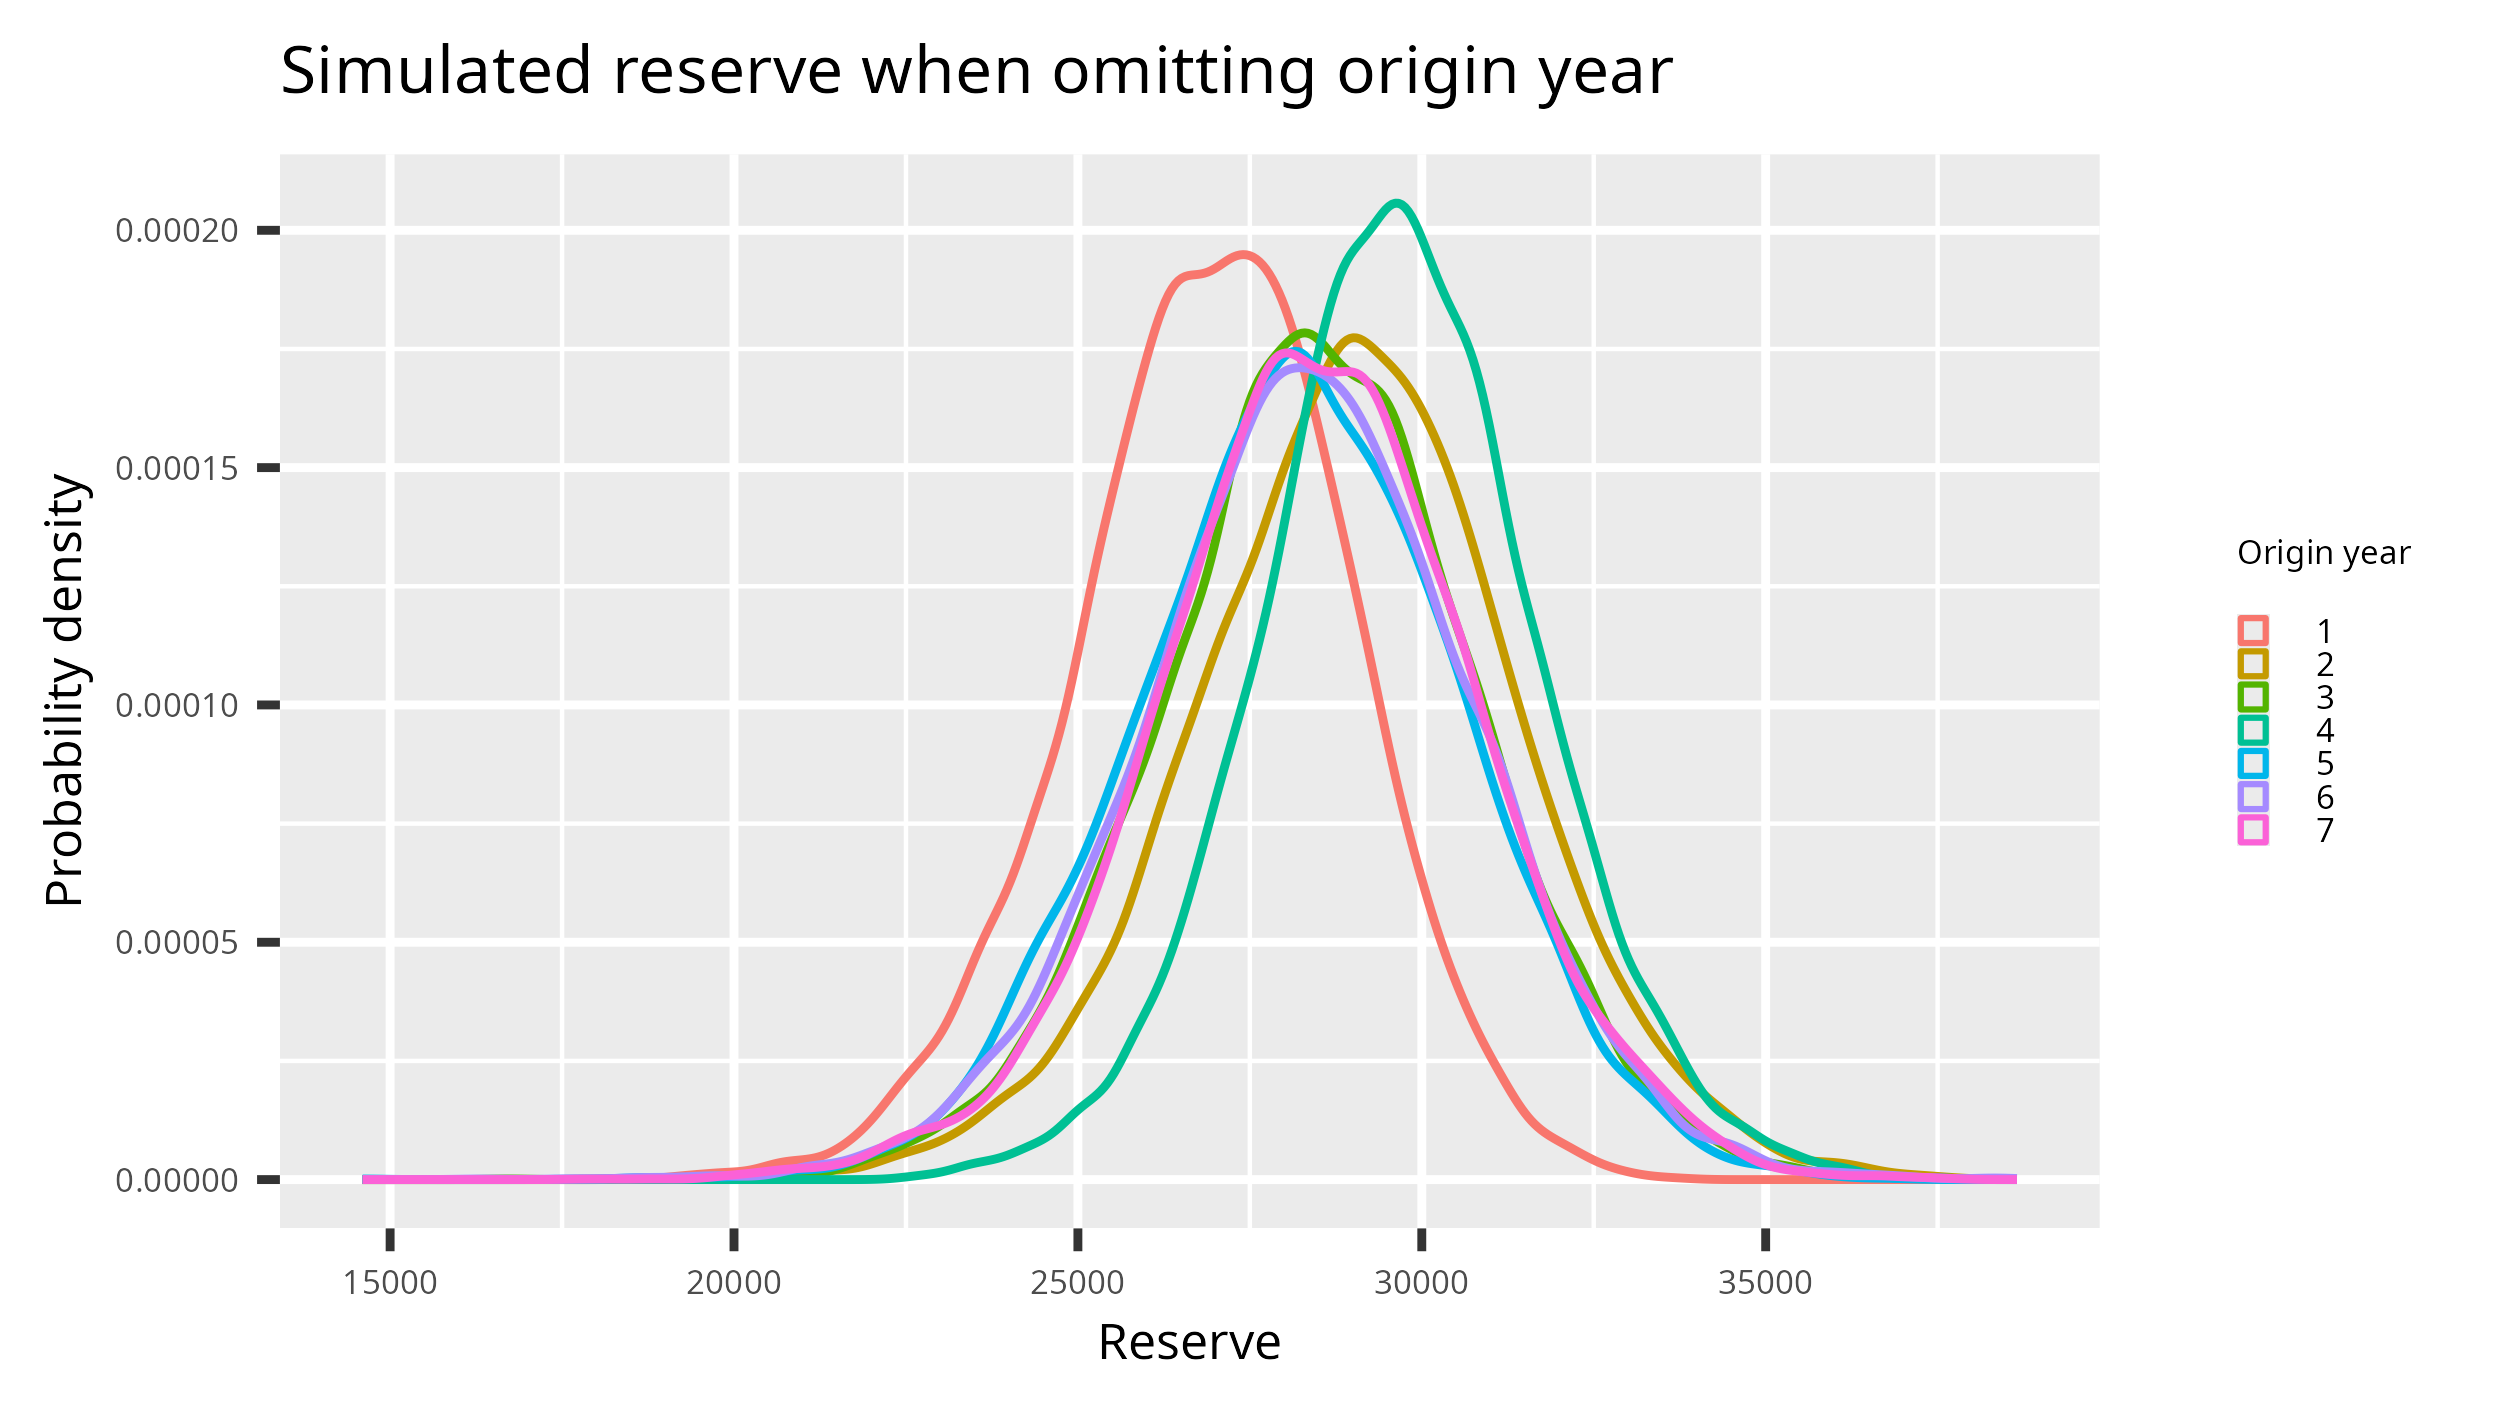 Simulated reserve when omitting origin year
Probability density
0.00020
0.00015
0.00010
0.00005
0.00000
15000 20000 25000 30000 35000
Reserve
Origin year
1
2
3
4
5
6
7